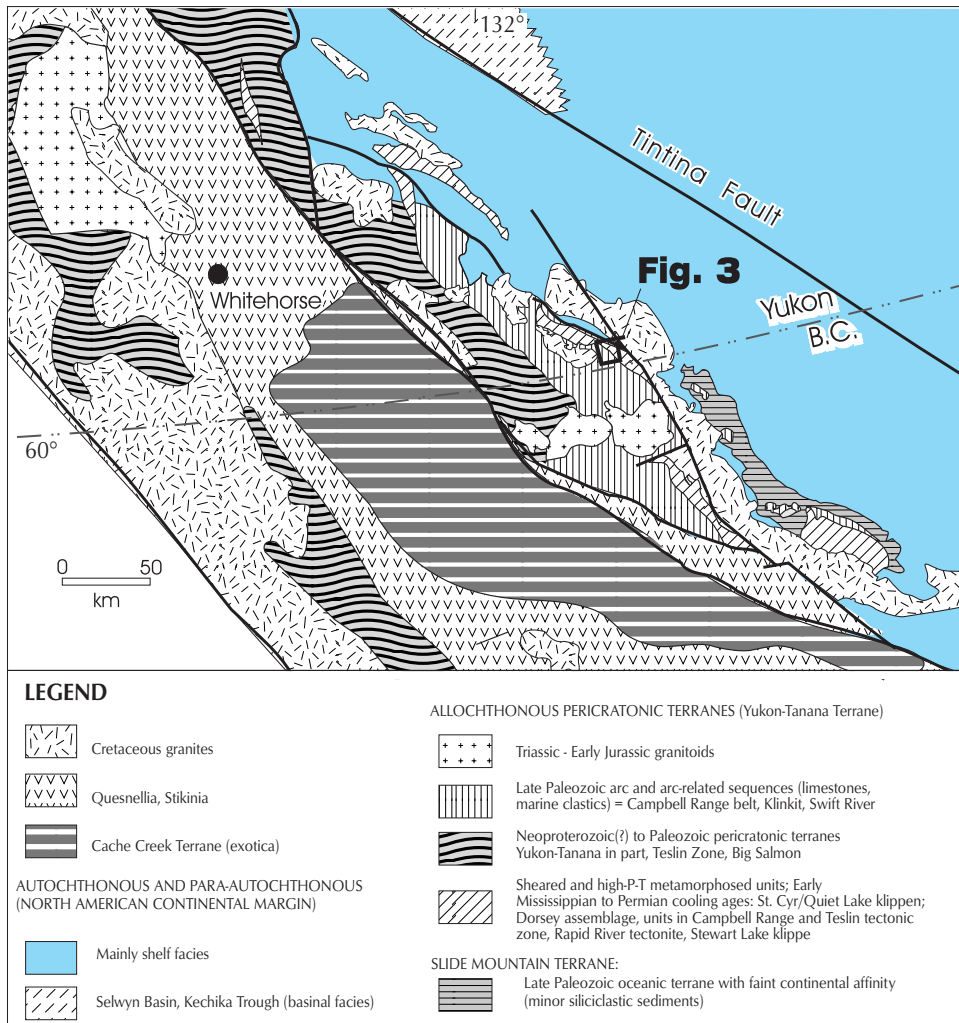 132°
Tintina Fault
Fig. 3
Whitehorse
Yukon
B.C.
60°
0 50
km
LEGEND
Cretaceous granites
Quesnellia, Stikinia
Cache Creek Terrane (exotica)
AUTOCHTHONOUS AND PARA-AUTOCHTHONOUS
(NORTH AMERICAN CONTINENTAL MARGIN)
Mainly shelf facies
Selwyn Basin, Kechika Trough (basinal facies)
ALLOCHTHONOUS PERICRATONIC TERRANES (Yukon-Tanana Terrane)
Triassic - Early Jurassic granitoids
Late Paleozoic arc and arc-related sequences (limestones,
marine clastics) = Campbell Range belt, Klinkit, Swift River
Neoproterozoic(?) to Paleozoic pericratonic terranes
Yukon-Tanana in part, Teslin Zone, Big Salmon
Sheared and high-P-T metamorphosed units; Early
Mississippian to Permian cooling ages: St. Cyr/Quiet Lake klippen;
Dorsey assemblage, units in Campbell Range and Teslin tectonic
zone, Rapid River tectonite, Stewart Lake klippe
SLIDE MOUNTAIN TERRANE:
Late Paleozoic oceanic terrane with faint continental affinity
(minor siliciclastic sediments)